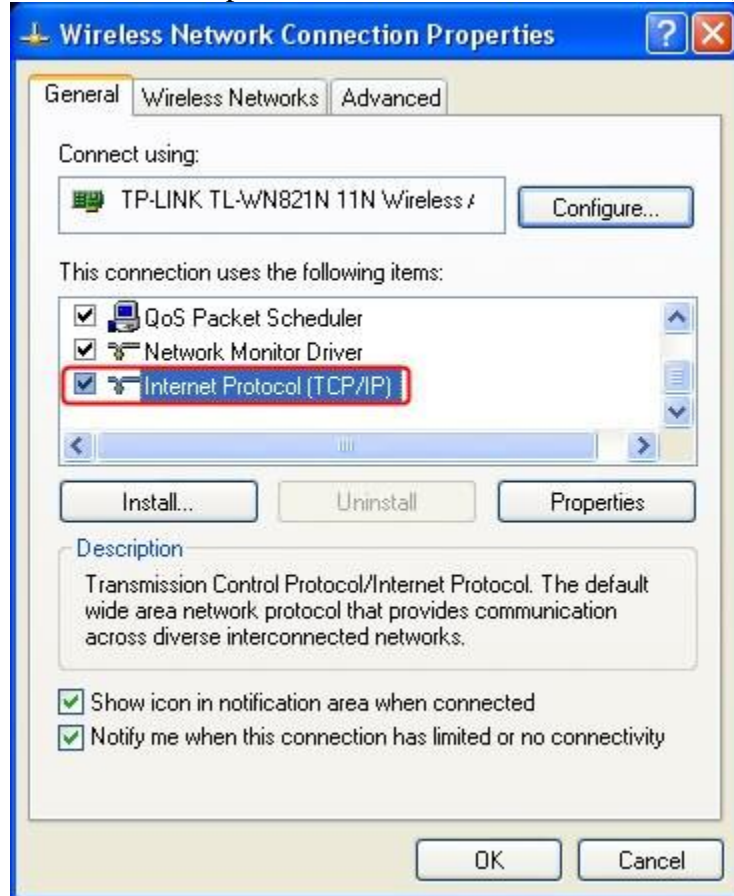 Wireless Network Connection Properties
General Wireless Networks Advanced
Connect using:
TP-LINK TL-WN821N 11N Wireless
Configure...
This connection uses the following items:
QoS Packet Scheduler
Network Monitor Driver
Internet Protocol (TCP/IP)
Install... Uninstall Properties
Description
Transmission Control Protocol/Internet Protocol. The default
wide area network protocol that provides communication
across diverse interconnected networks.
Show icon in notification area when connected
Notify me when this connection has limited or no connectivity
OK Cancel